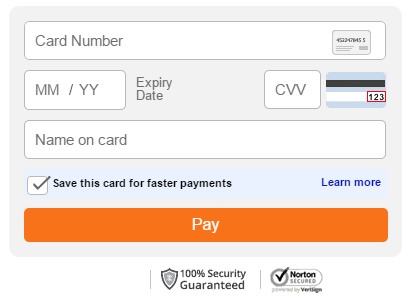 Card Number
MM / YY
Expiry
Date
CVV
123
Name on card
Save this card for faster payments
Learn more
Pay
100% Security
Guaranteed
Norton
SECURED
powered by VeriSign